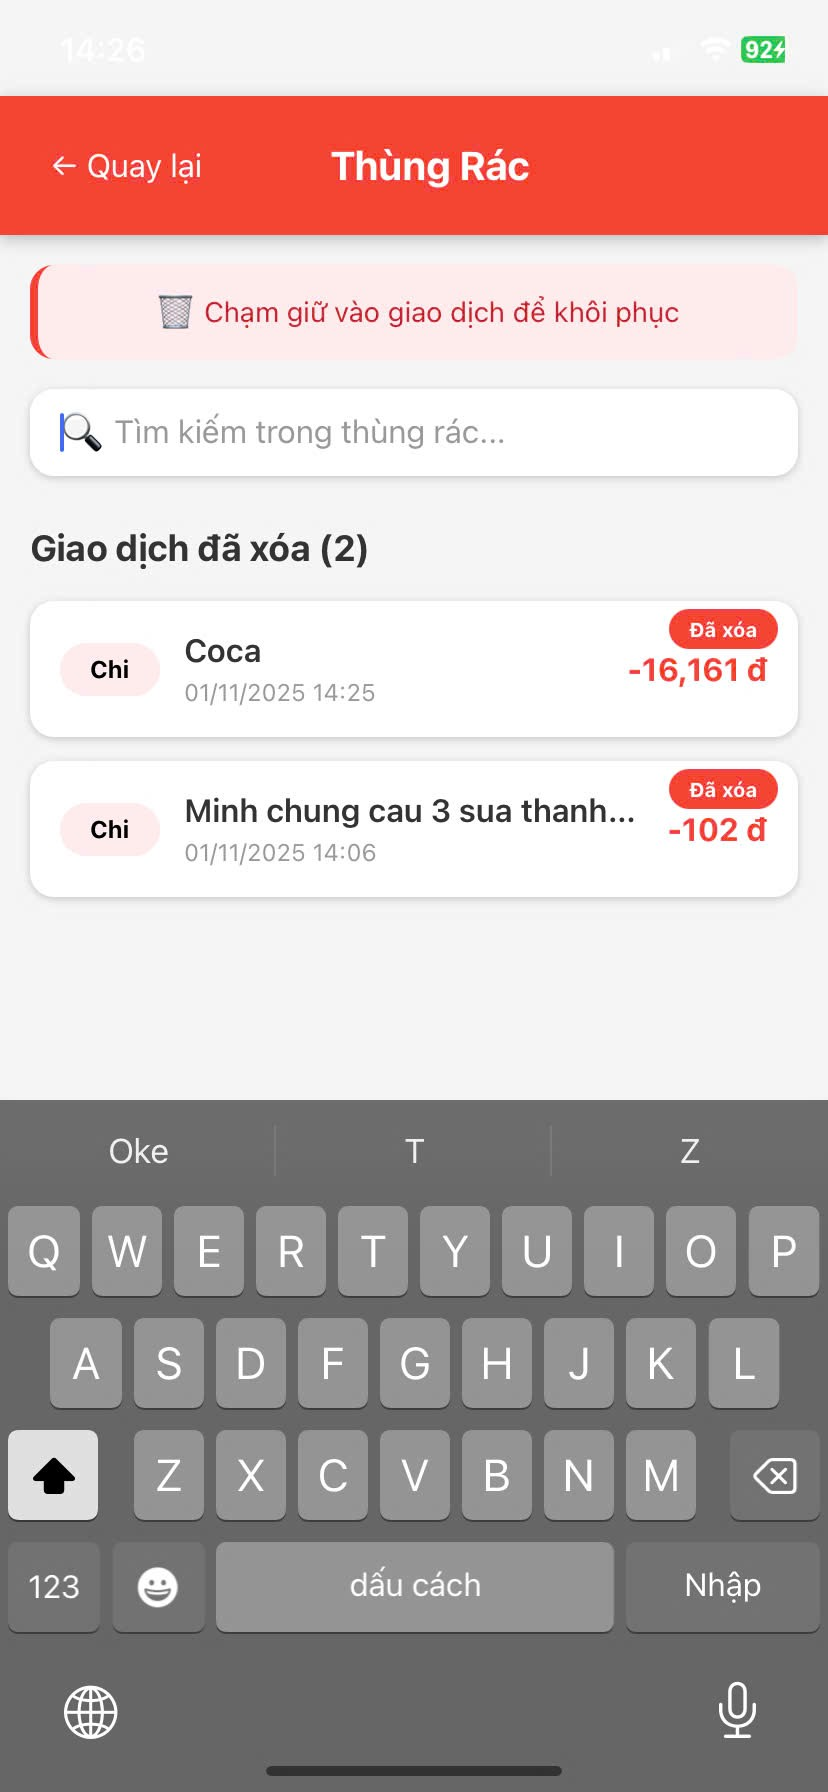 14:26
92
← Quay lại
Thùng Rác
🗑️ Chạm giữ vào giao dịch để khôi phục
🔍 Tìm kiếm trong thùng rác...
Giao dịch đã xóa (2)
Đã xóa
Chi
Coca
-16,161 đ
01/11/2025 14:25
Đã xóa
Chi
Minh chung cau 3 sua thanh...
-102 đ
01/11/2025 14:06
Oke T Z
Q W E R T Y U I O P
A S D F G H J K L
Z X C V B N M
123 dấu cách Nhập